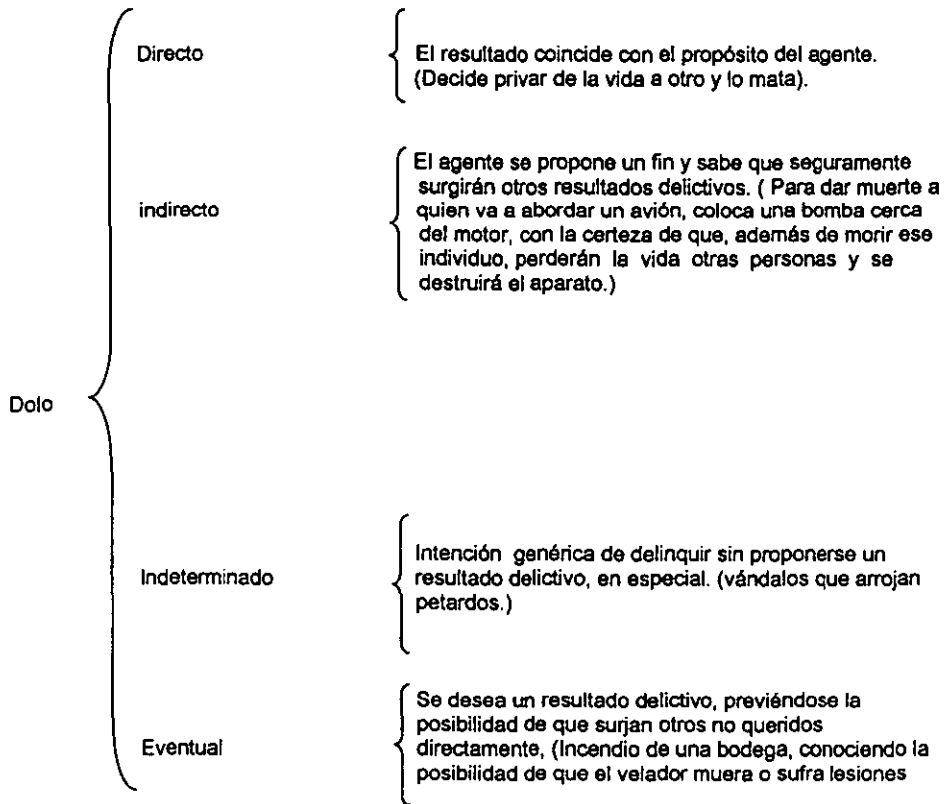 Directo
El resultado coincide con el propósito del agente.
(Decide privar de la vida a otro y lo mata).
indirecto
El agente se propone un fin y sabe que seguramente
surgirán otros resultados delictivos. ( Para dar muerte a
quien va a abordar un avión, coloca una bomba cerca
del motor, con la certeza de que, además de morir ese
individuo, perderán la vida otras personas y se
destruirá el aparato.)
Dolo
Indeterminado
Intención genérica de delinquir sin proponerse un
resultado delictivo, en especial. (vándalos que arrojan
petardos.)
Eventual
Se desea un resultado delictivo, previéndose la
posibilidad de que surjan otros no queridos
directamente, (Incendio de una bodega, conociendo la
posibilidad de que el velador muera o sufra lesiones